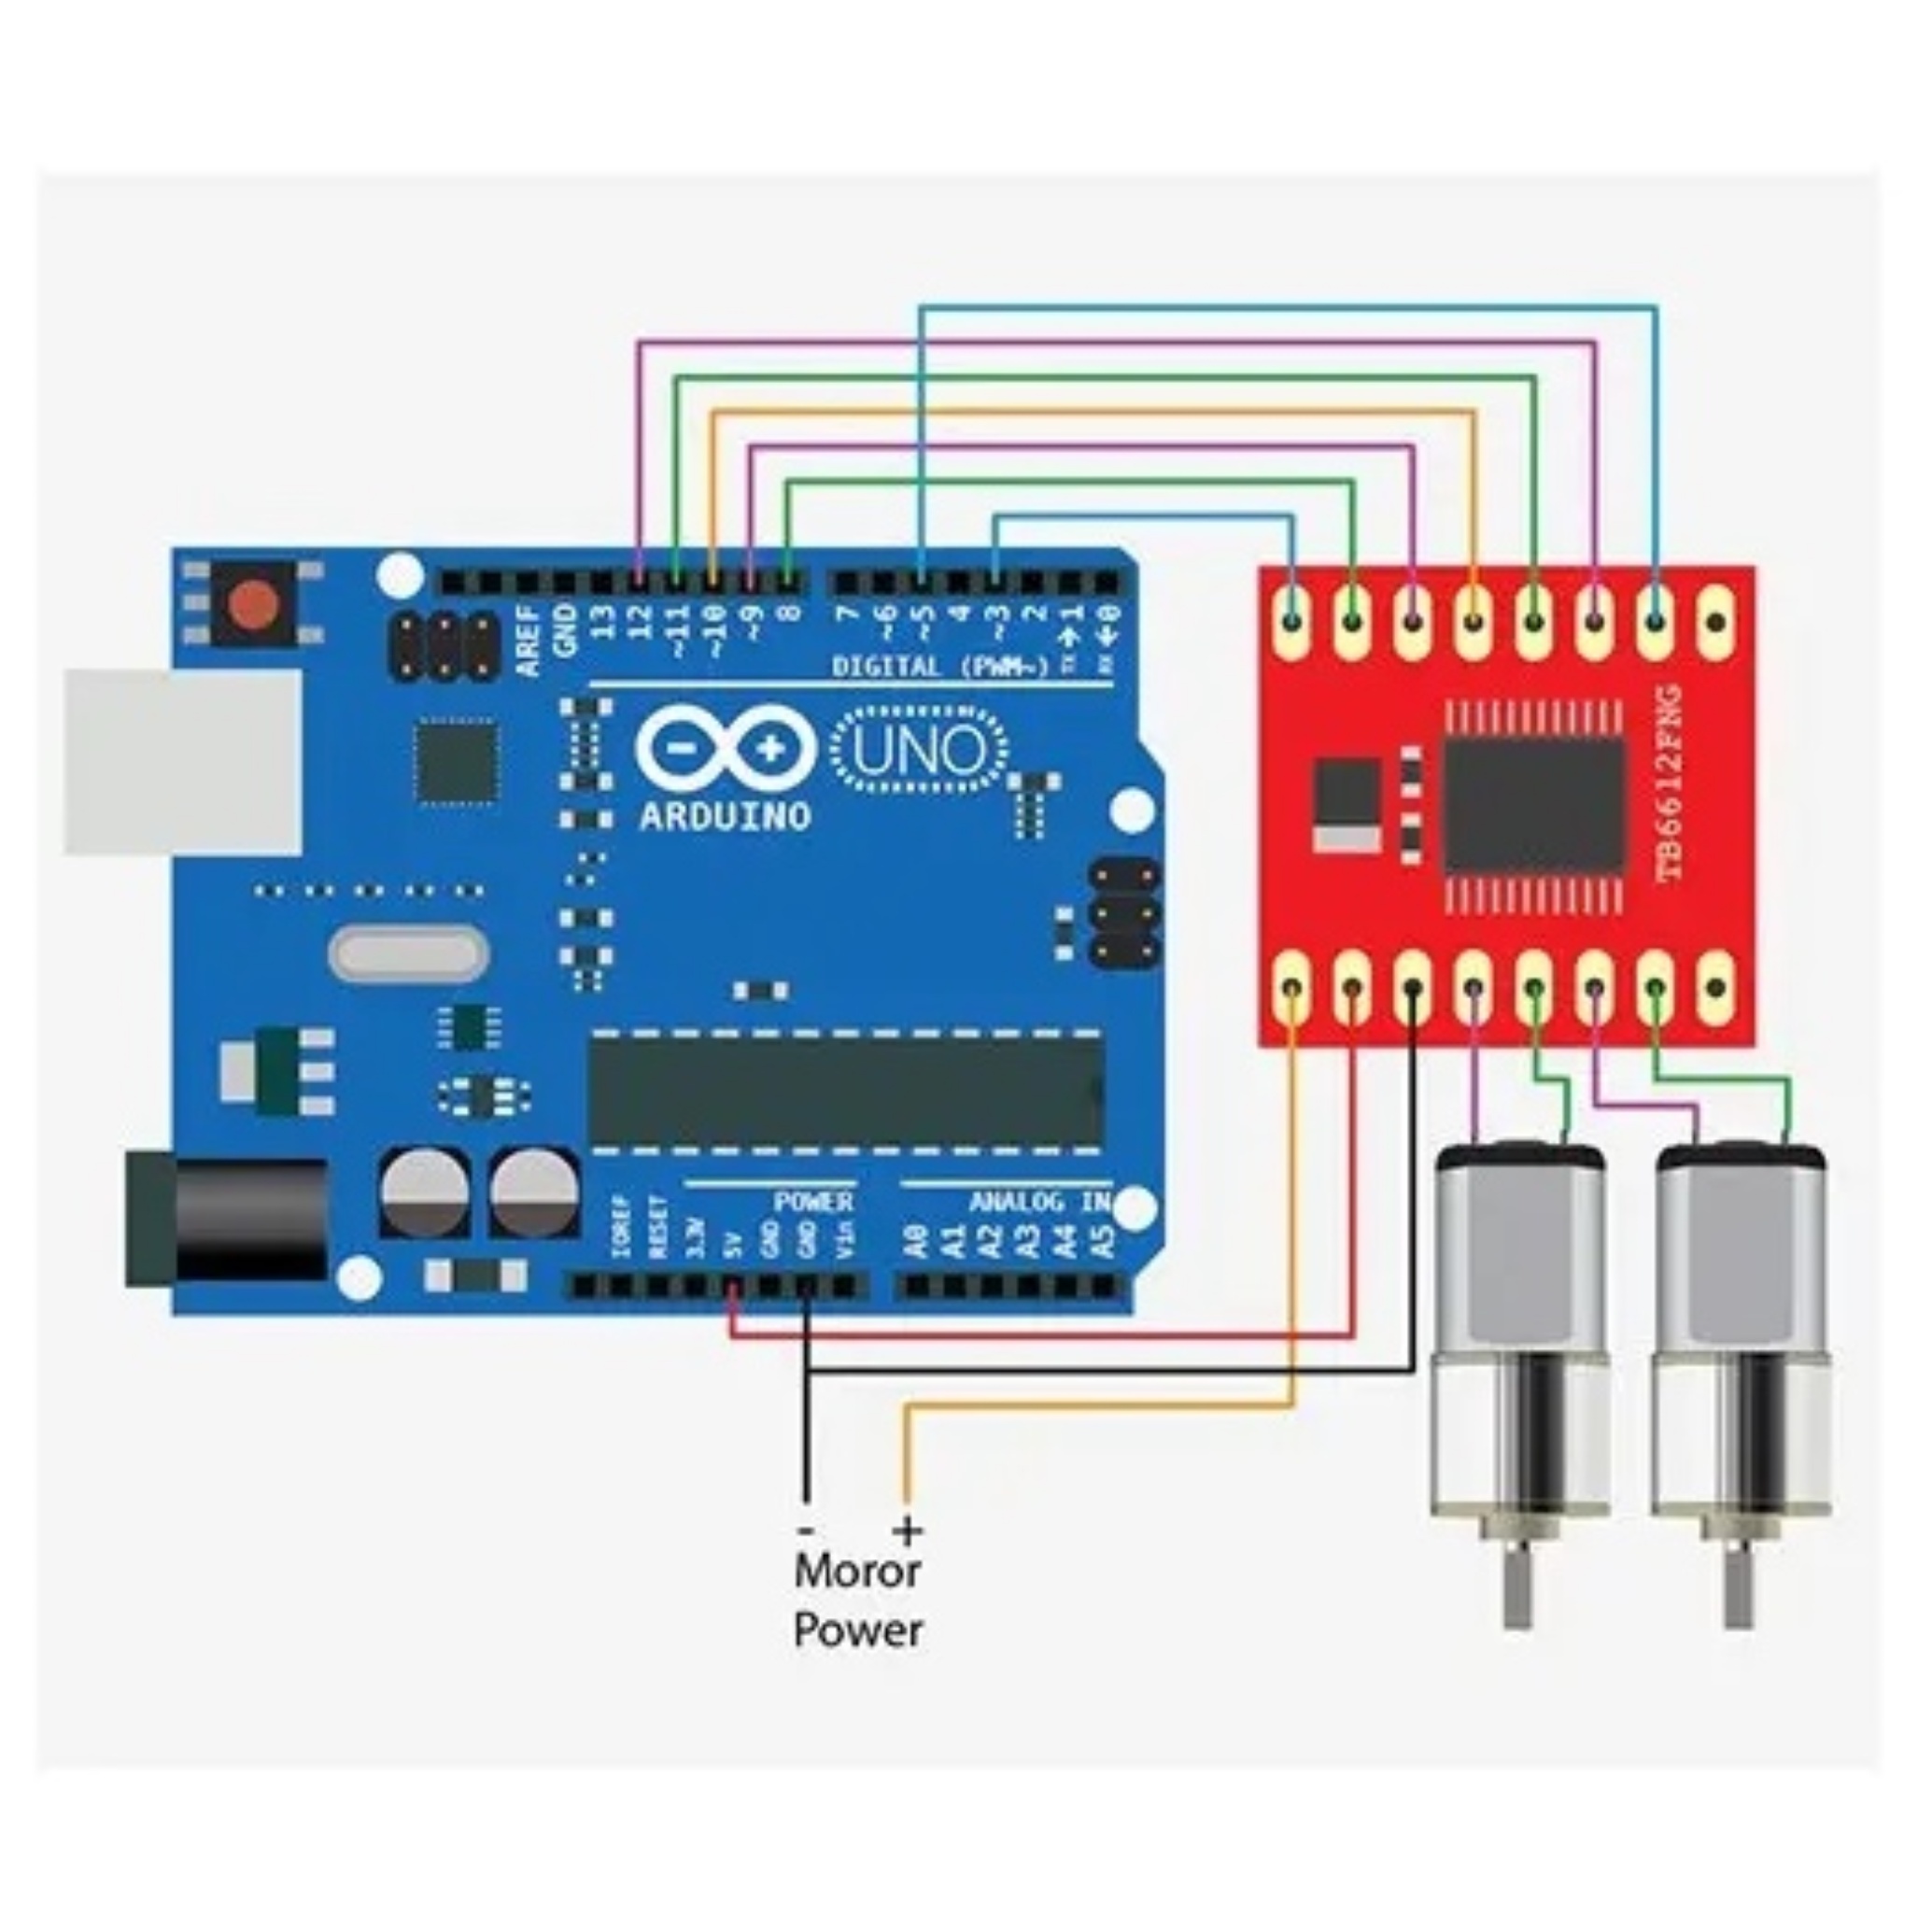 AREF
GND
13
12
~11
~10
~9
8
7
~6
~5
4
~3
2
TX→1
RX←0
DIGITAL (PWM~)
UNO
ARDUINO
TB6612FNG
POWER
ANALOG IN
IOREF
RESET
3.3V
5V
GND
GND
Vin
A0
A1
A2
A3
A4
A5
- +
Moror
Power